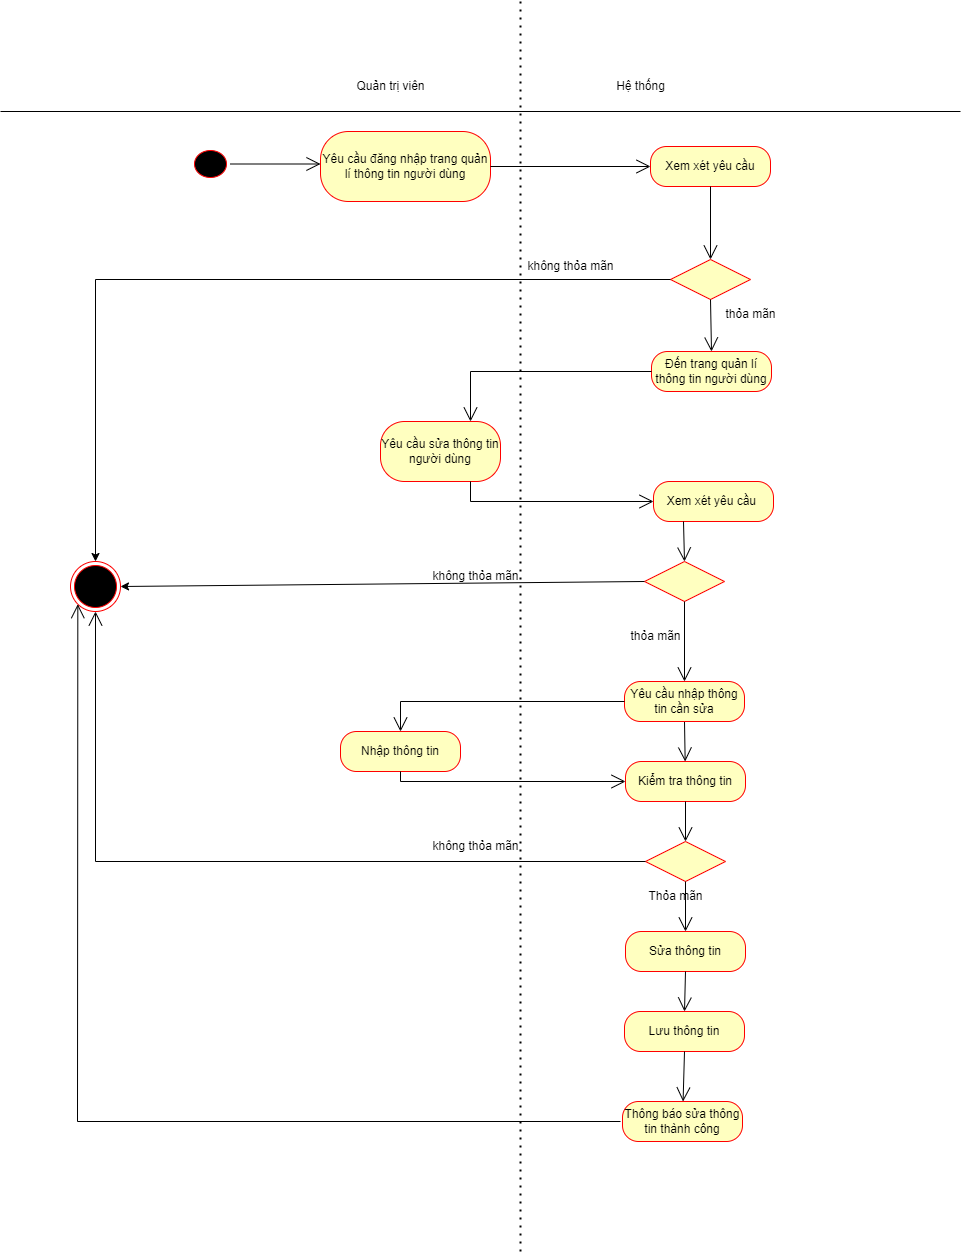 Quản trị viên
Hệ thống
Yêu cầu đăng nhập trang quản
lí thông tin người dùng
Xem xét yêu cầu
không thỏa mãn
thỏa mãn
Đến trang quản lí
thông tin người dùng
Yêu cầu sửa thông tin
người dùng
Xem xét yêu cầu
không thỏa mãn
thỏa mãn
Yêu cầu nhập thông
tin cần sửa
Nhập thông tin
Kiểm tra thông tin
không thỏa mãn
Thỏa mãn
Sửa thông tin
Lưu thông tin
Thông báo sửa thông
tin thành công